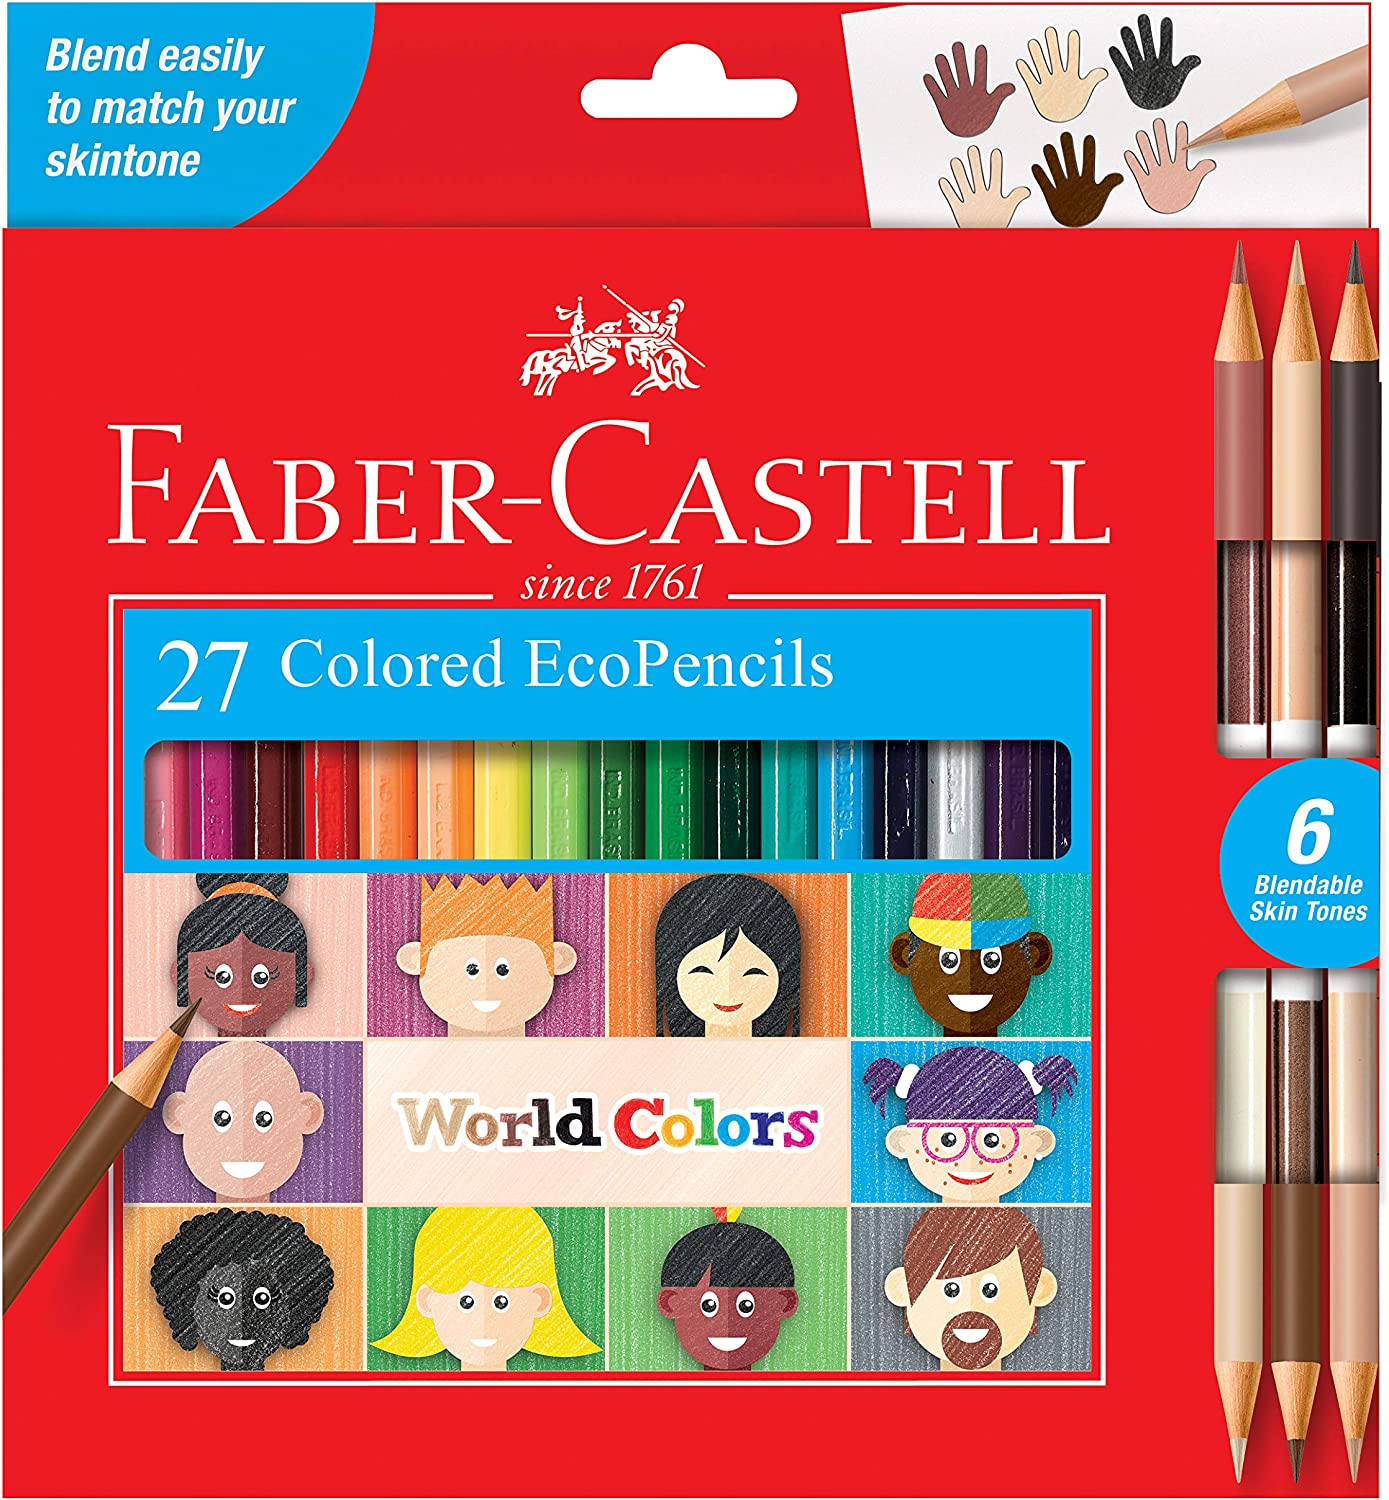 Blend easily
to match your
skintone
FABER-CASTELL
since 1761
27 Colored EcoPencils
6
Blendable
Skin Tones
World Colors